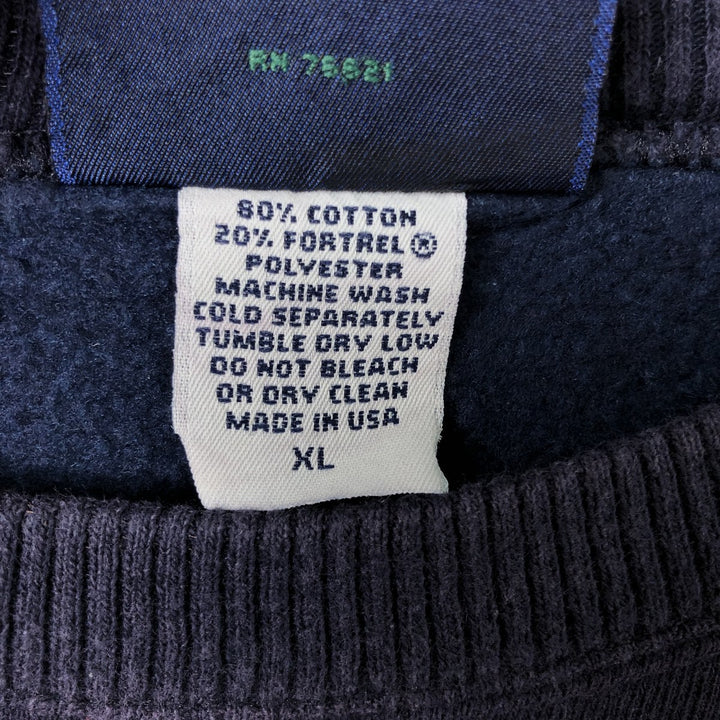 RN 75621
80% COTTON
20% FORTREL®
POLYESTER
MACHINE WASH
COLD SEPARATELY
TUMBLE DRY LOW
DO NOT BLEACH
OR DRY CLEAN
MADE IN USA
XL